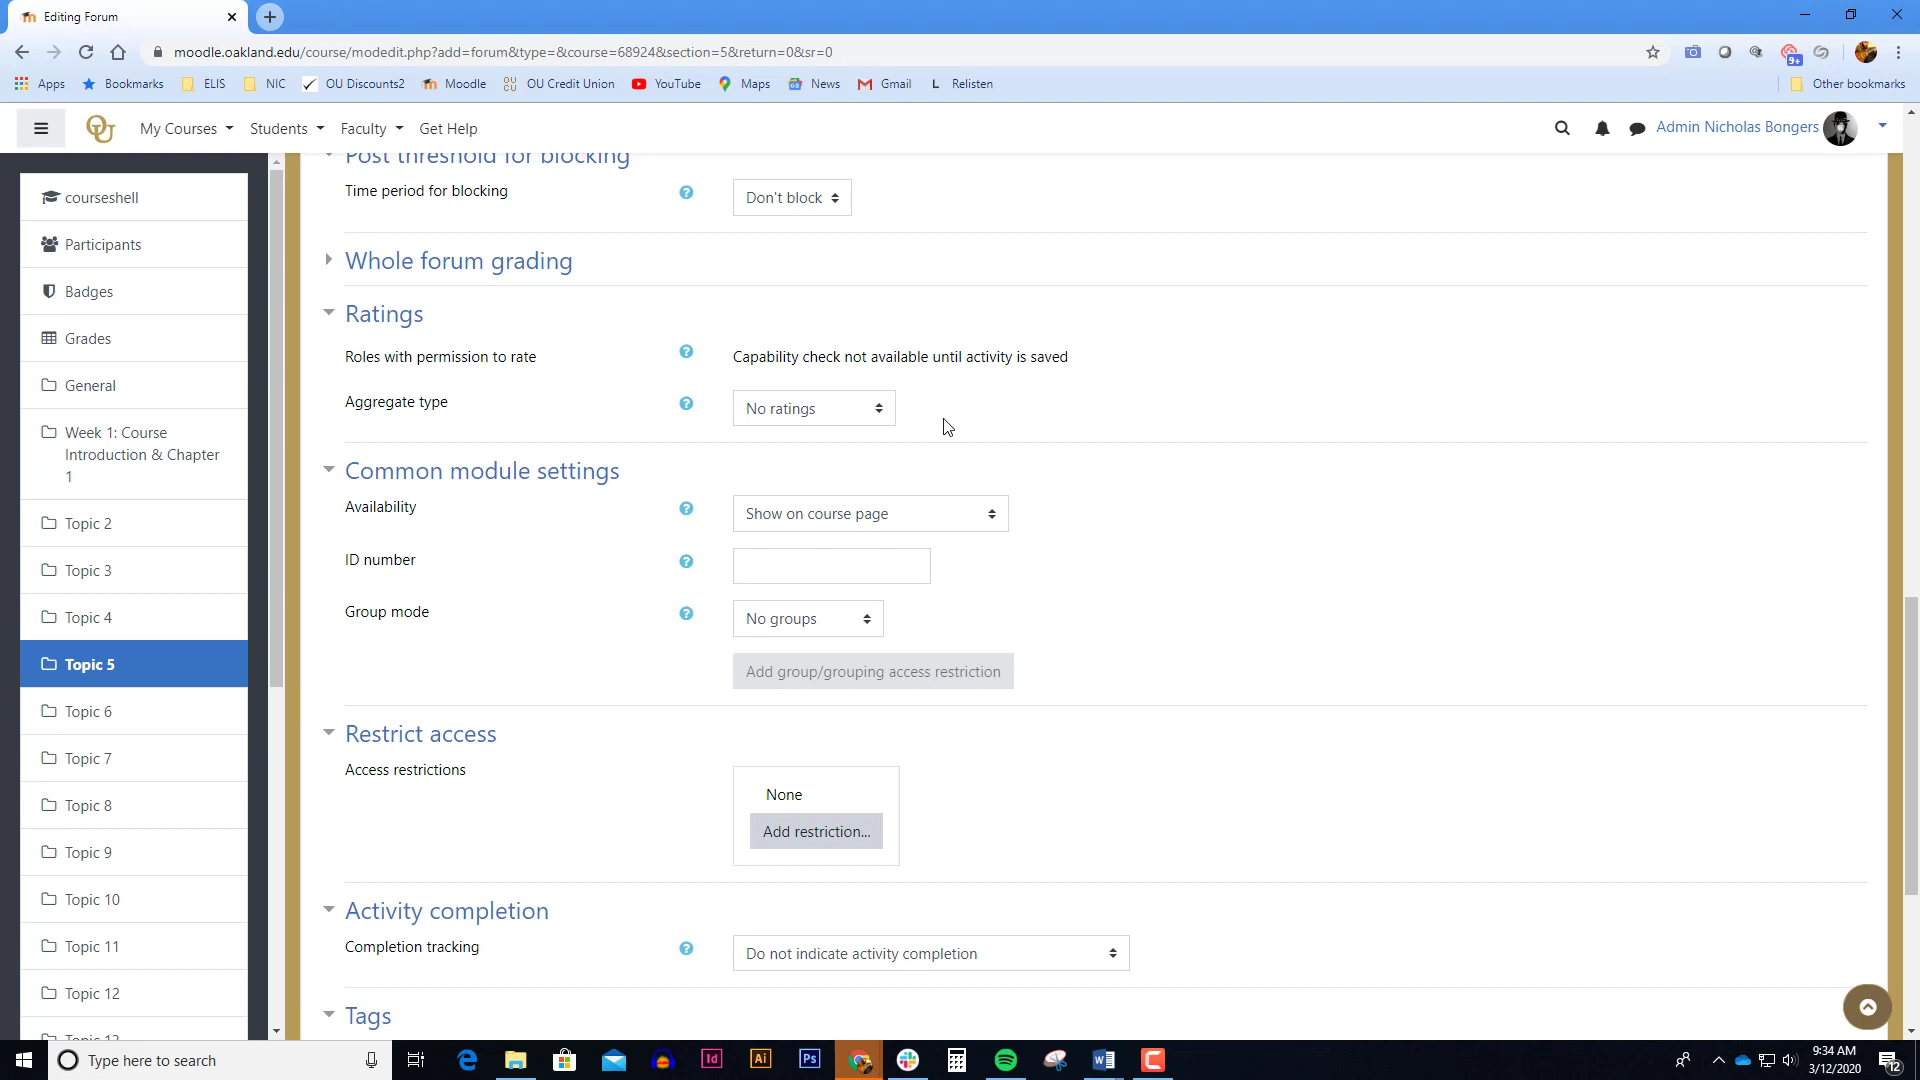 Editing Forum
moodle.oakland.edu/course/modedit.php?add=forum&type=&course=68924&section=5&return=0&sr=0
9+
Apps Bookmarks ELIS NIC OU Discounts2 Moodle OU Credit Union YouTube Maps News Gmail L Relisten Other bookmarks
OU My Courses Students Faculty Get Help Admin Nicholas Bongers
courseshell
Participants
Badges
Grades
General
Week 1: Course
Introduction & Chapter
1
Topic 2
Topic 3
Topic 4
Topic 5
Topic 6
Topic 7
Topic 8
Topic 9
Topic 10
Topic 11
Topic 12
Topic 13
Post threshold for blocking
Time period for blocking ? Don't block
Whole forum grading
Ratings
Roles with permission to rate ? Capability check not available until activity is saved
Aggregate type ? No ratings
Common module settings
Availability ? Show on course page
ID number ?
Group mode ? No groups
Add group/grouping access restriction
Restrict access
Access restrictions
None
Add restriction...
Activity completion
Completion tracking ? Do not indicate activity completion
Tags
Type here to search
Id Ai Ps
9:34 AM
3/12/2020
12